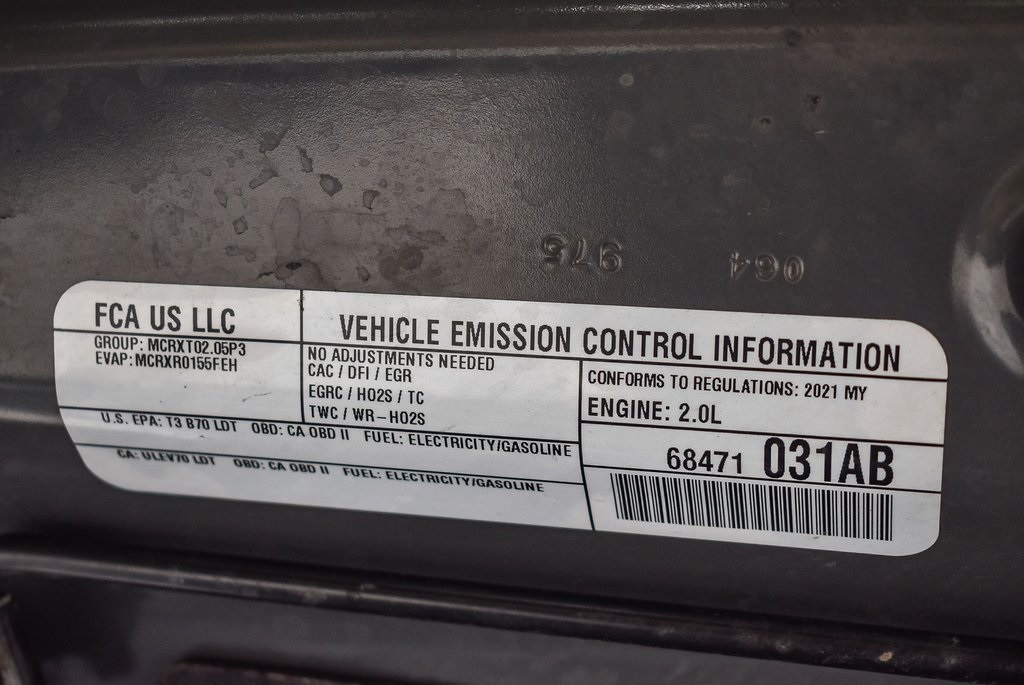 975 064
FCA US LLC
GROUP: MCRXT02.05P3
EVAP: MCRXR0155FEH
VEHICLE EMISSION CONTROL INFORMATION
NO ADJUSTMENTS NEEDED
CAC / DFI / EGR
EGRC / HO2S / TC
TWC / WR-HO2S
CONFORMS TO REGULATIONS: 2021 MY
ENGINE: 2.0L
U.S. EPA: T3 B70 LDT OBD: CA OBD II FUEL: ELECTRICITY/GASOLINE
CA: ULEV70 LDT OBD: CA OBD II FUEL: ELECTRICITY/GASOLINE
68471 031AB